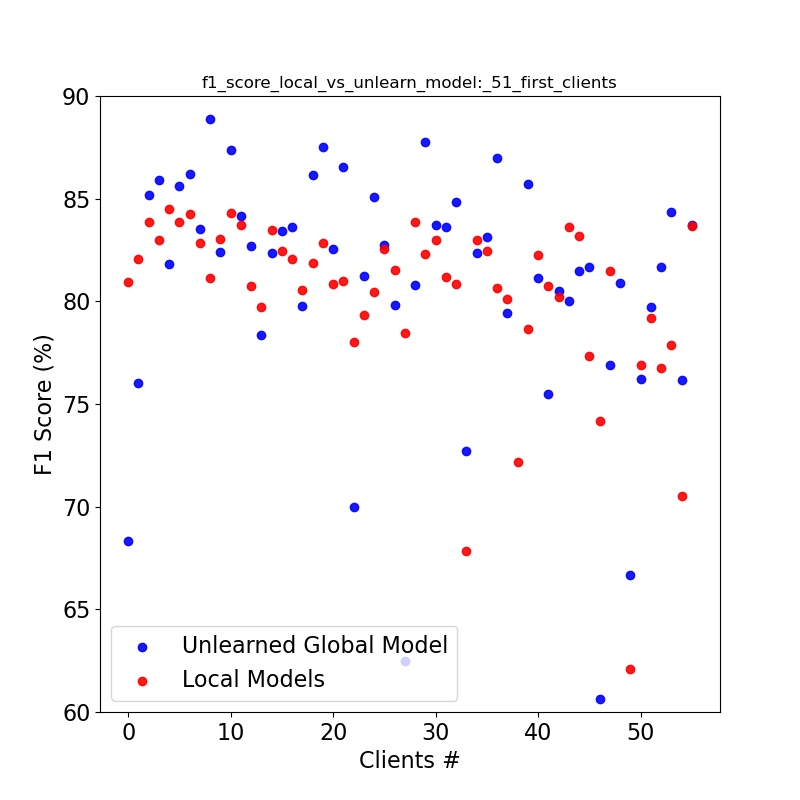 f1_score_local_vs_unlearn_model:_51_first_clients
90
85
80
75
70
65
60
F1 Score (%)
Unlearned Global Model
Local Models
0 10 20 30 40 50
Clients #